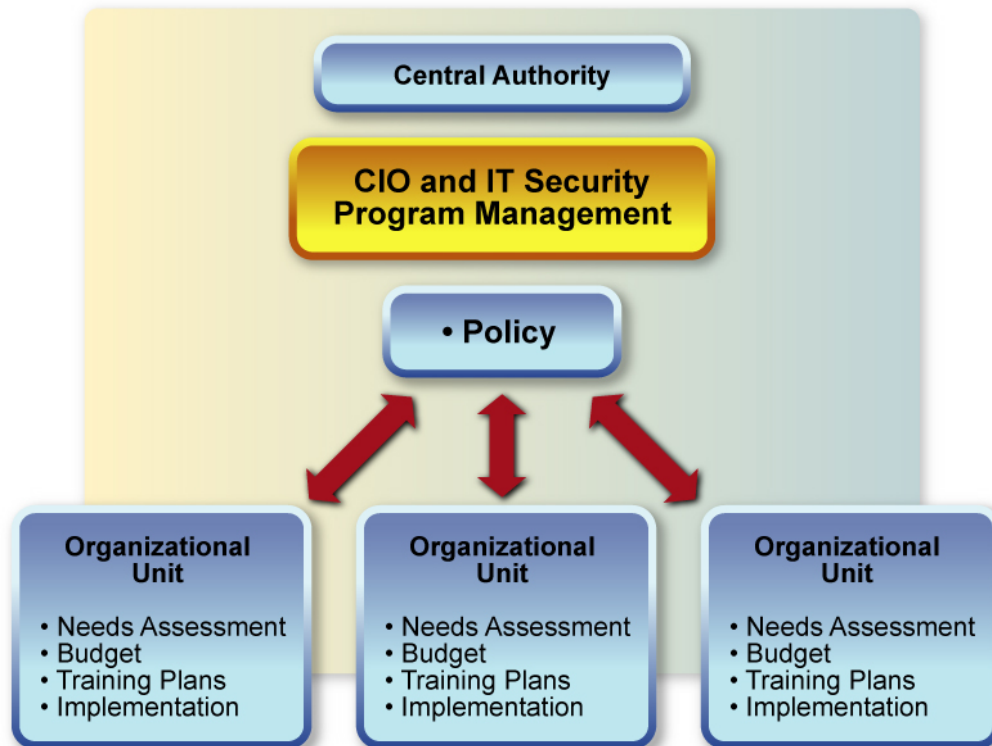 Central Authority
CIO and IT Security
Program Management
• Policy
Organizational
Unit
• Needs Assessment
• Budget
• Training Plans
• Implementation
Organizational
Unit
• Needs Assessment
• Budget
• Training Plans
• Implementation
Organizational
Unit
• Needs Assessment
• Budget
• Training Plans
• Implementation